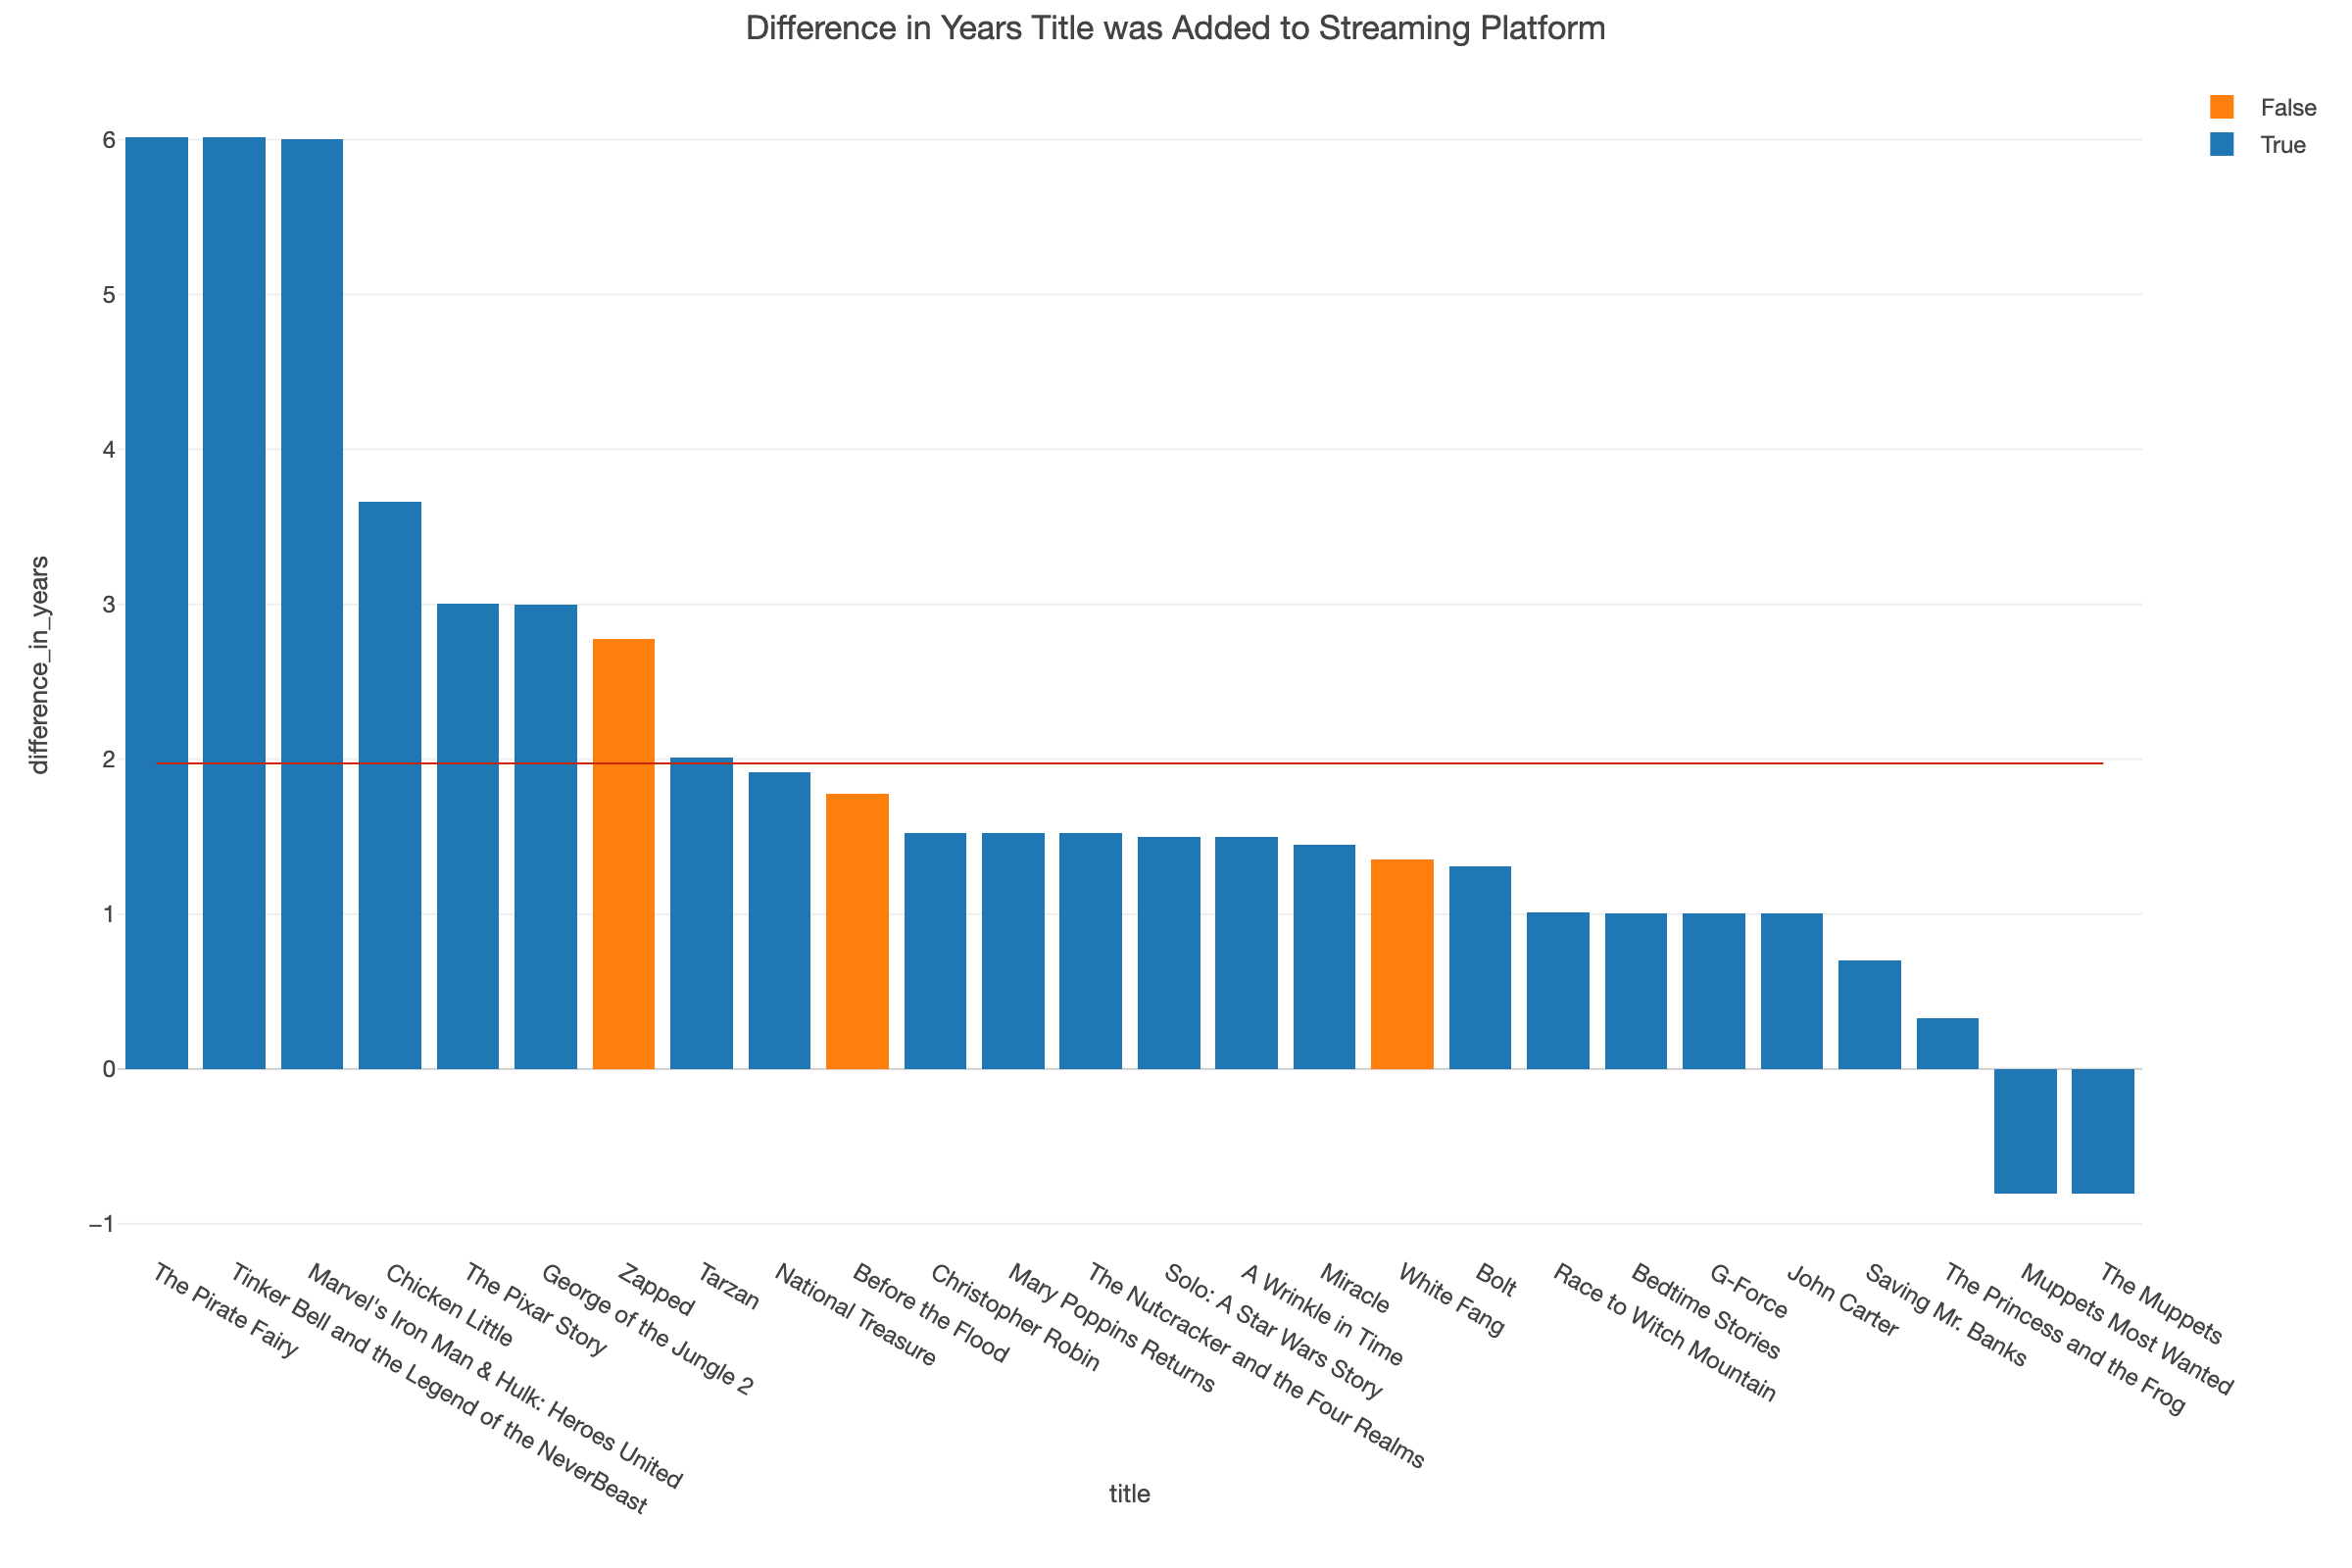 Difference in Years Title was Added to Streaming Platform
False
True
6
5
4
3
2
1
0
−1
difference_in_years
The Pirate Fairy
Tinker Bell and the Legend of the NeverBeast
Marvel's Iron Man & Hulk: Heroes United
Chicken Little
The Pixar Story
George of the Jungle 2
Zapped
Tarzan
National Treasure
Before the Flood
Christopher Robin
Mary Poppins Returns
The Nutcracker and the Four Realms
Solo: A Star Wars Story
A Wrinkle in Time
Miracle
White Fang
Bolt
Race to Witch Mountain
Bedtime Stories
G-Force
John Carter
Saving Mr. Banks
The Princess and the Frog
Muppets Most Wanted
The Muppets
title